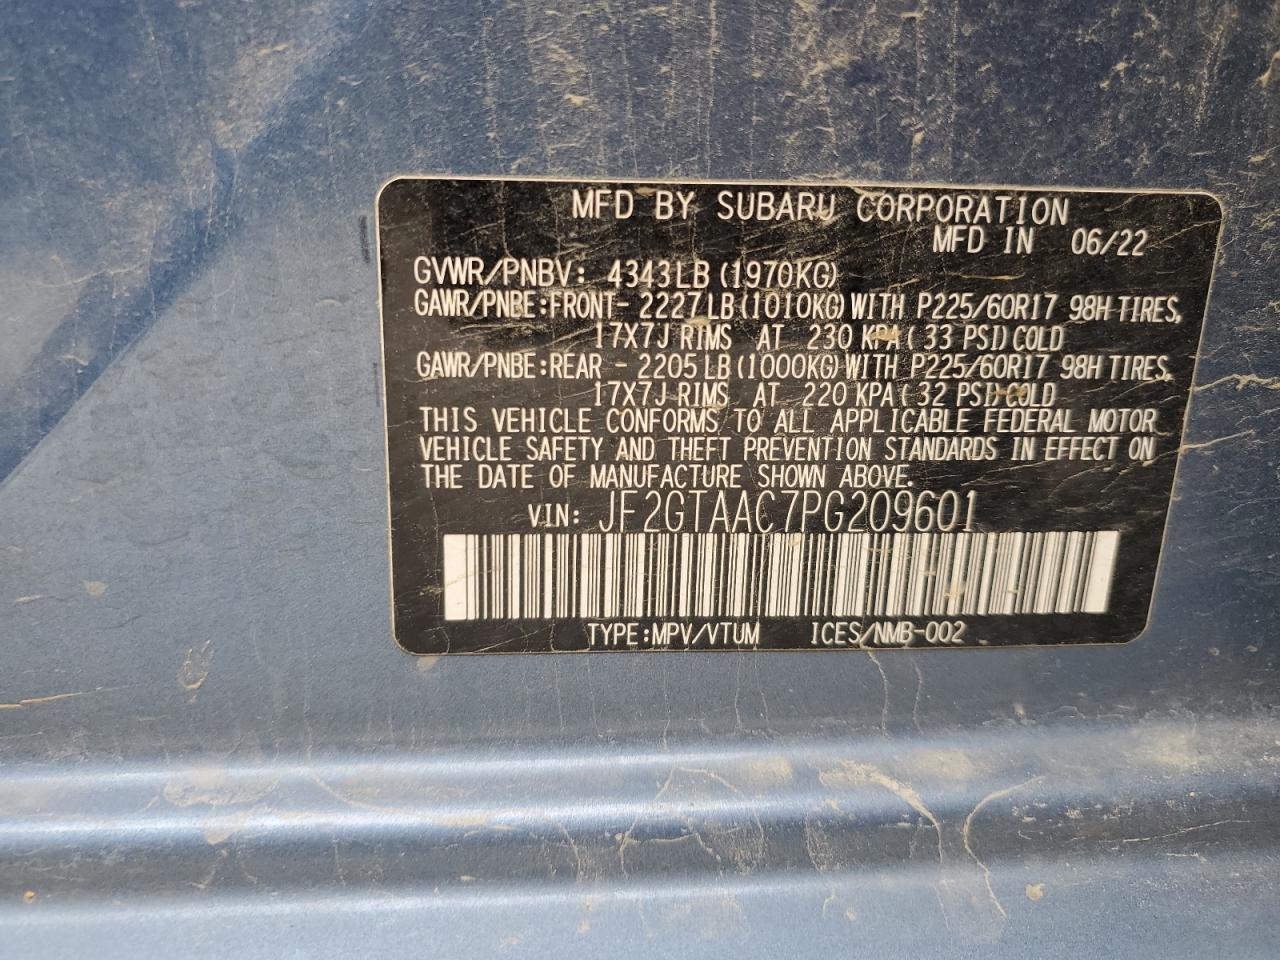 MFD BY SUBARU CORPORATION
MFD IN 06/22
GVWR/PNBV: 4343LB (1970KG)
GAWR/PNBE:FRONT- 2227LB (1010KG) WITH P225/60R17 98H TIRES,
17X7J RIMS AT 230 KPA ( 33 PSI) COLD
GAWR/PNBE:REAR - 2205LB (1000KG) WITH P225/60R17 98H TIRES,
17X7J RIMS AT 220 KPA ( 32 PSI) COLD
THIS VEHICLE CONFORMS TO ALL APPLICABLE FEDERAL MOTOR
VEHICLE SAFETY AND THEFT PREVENTION STANDARDS IN EFFECT ON
THE DATE OF MANUFACTURE SHOWN ABOVE.
VIN: JF2GTAAC7PG209601
TYPE:MPV/VTUM ICES/NMB-002